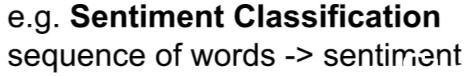 e.g. Sentiment Classification
sequence of words -> sentiment